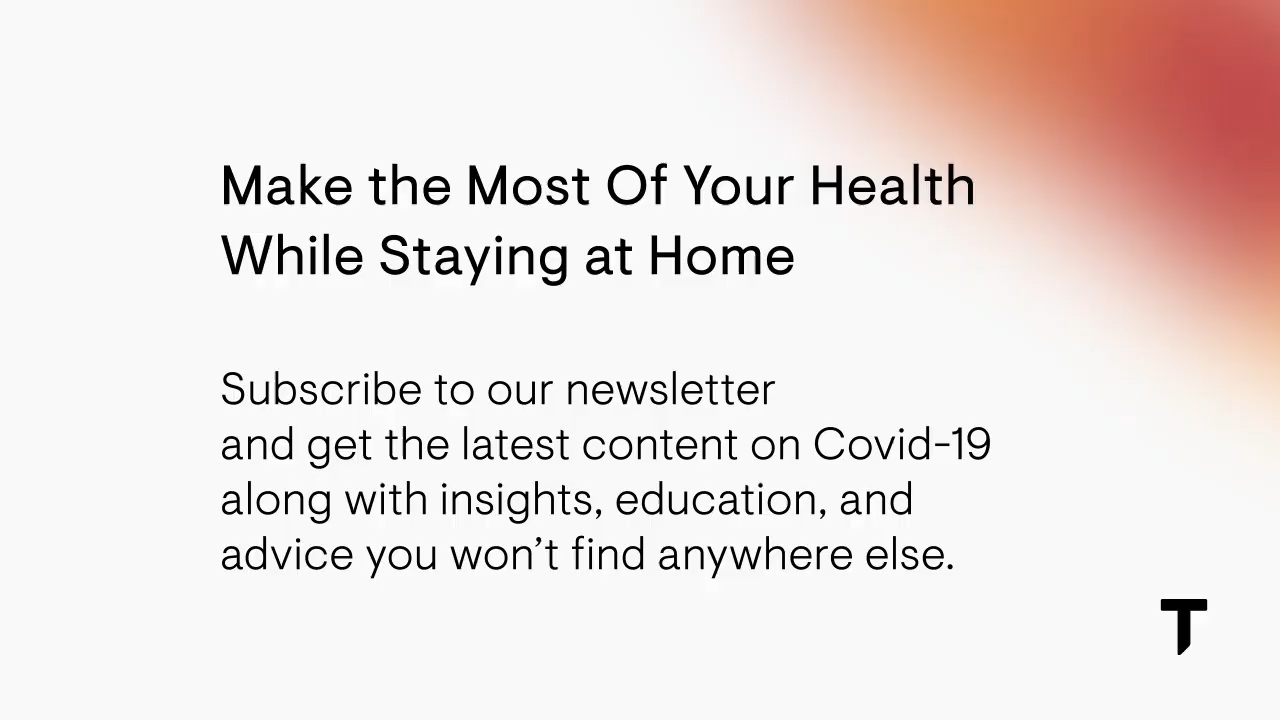 Make the Most Of Your Health
While Staying at Home
Subscribe to our newsletter
and get the latest content on Covid-19
along with insights, education, and
advice you won’t find anywhere else.
T